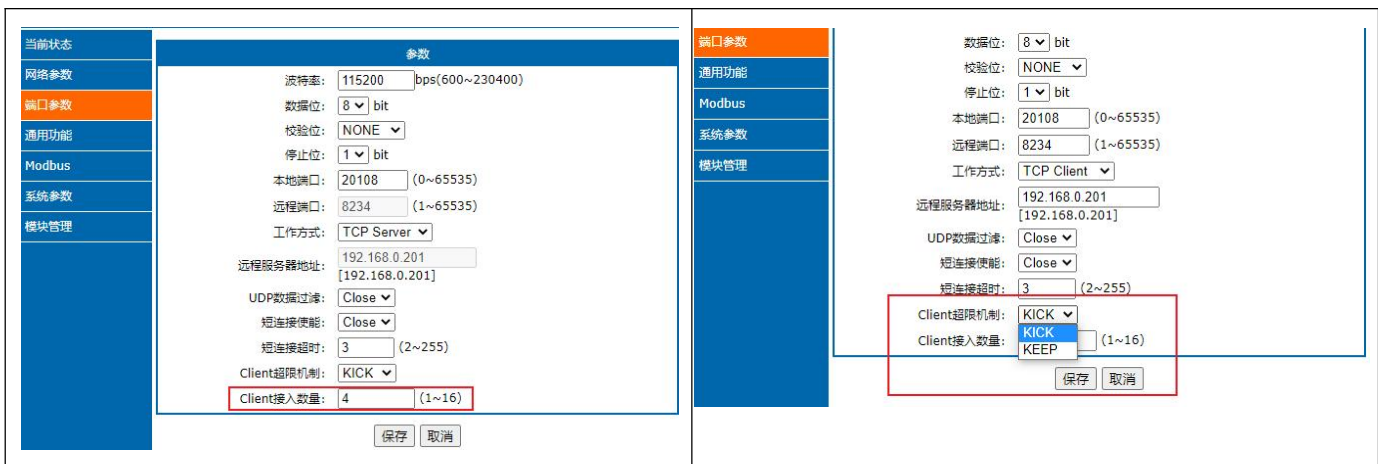 当前状态
网络参数
端口参数
通用功能
Modbus
系统参数
模块管理
参数
波特率: 115200 bps(600~230400)
数据位: 8 bit
校验位: NONE
停止位: 1 bit
本地端口: 20108 (0~65535)
远程端口: 8234 (1~65535)
工作方式: TCP Server
远程服务器地址: 192.168.0.201
[192.168.0.201]
UDP数据过滤: Close
短连接使能: Close
短连接超时: 3 (2~255)
Client超限机制: KICK
Client接入数量: 4 (1~16)
保存 取消
端口参数
通用功能
Modbus
系统参数
模块管理
数据位: 8 bit
校验位: NONE
停止位: 1 bit
本地端口: 20108 (0~65535)
远程端口: 8234 (1~65535)
工作方式: TCP Client
远程服务器地址: 192.168.0.201
[192.168.0.201]
UDP数据过滤: Close
短连接使能: Close
短连接超时: 3 (2~255)
Client超限机制: KICK
KICK
Client接入数量: (1~16)
KEEP
保存 取消